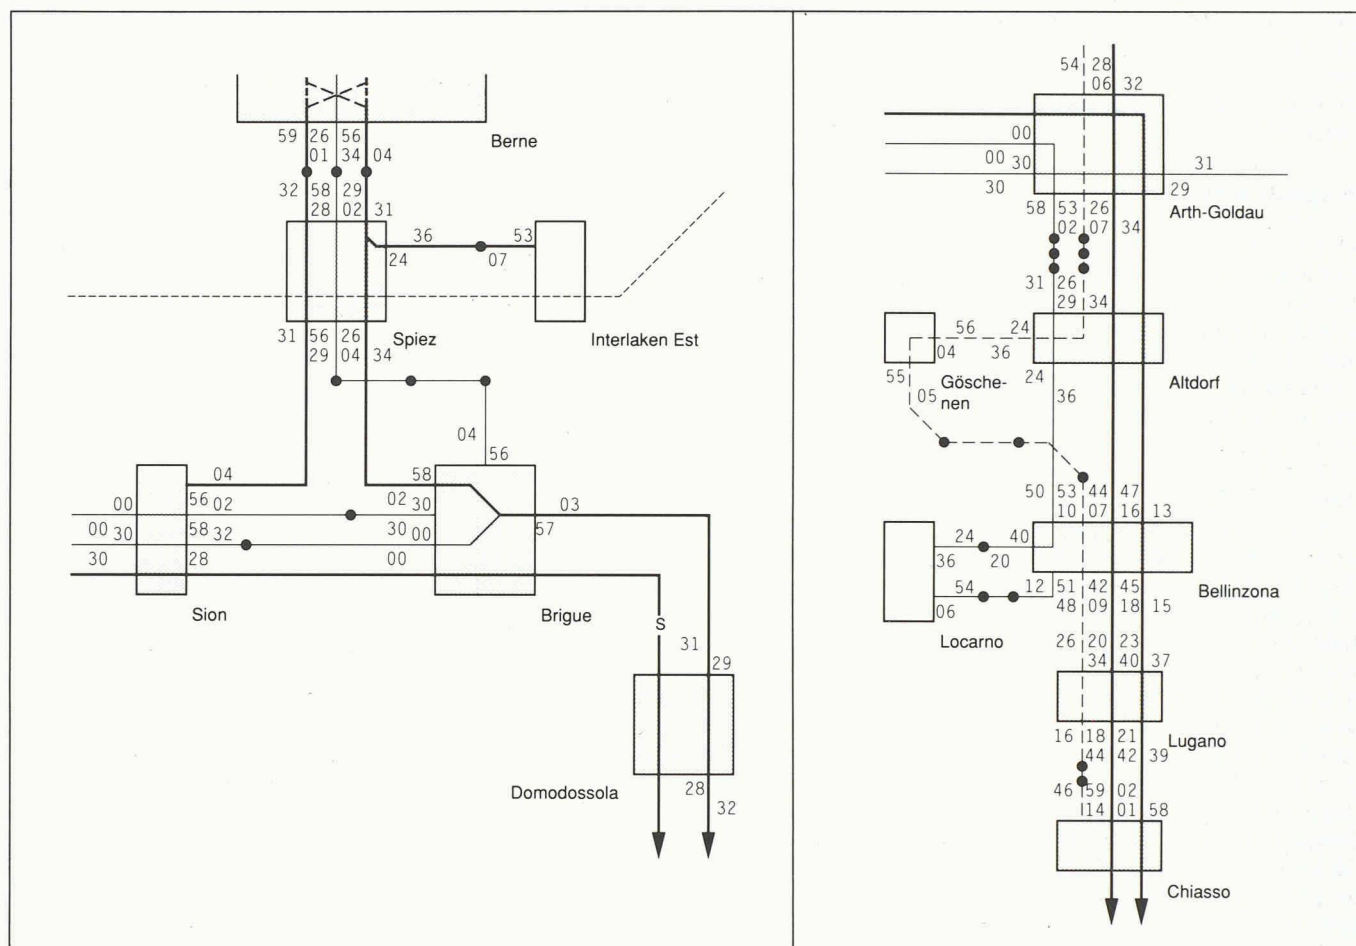 59 26 56
Berne
01 34 04
32 58 29
28 02 31
36 53
24 07
31 56 26 Spiez Interlaken Est
29 04 34
04
56
04 58
00 56 02 02 30 03
00 30 58 32 30 00 57
30 28 00
Sion Brigue
S
31
29
Domodossola 28
32
54 28
06 32
00
00 30 31
30 29
58 53 26 Arth-Goldau
02 07 34
31 26
29 34
56 24
04 36
55 Gösche-
nen
24 Altdorf
05 36
50 53 44 47
10 07 16 13
24 40
36 20
54 12 51 42 45 Bellinzona
06 48 09 18 15
Locarno 26 20 23
34 40 37
16 18 21 Lugano
44 42 39
46 59 02
14 01 58
Chiasso